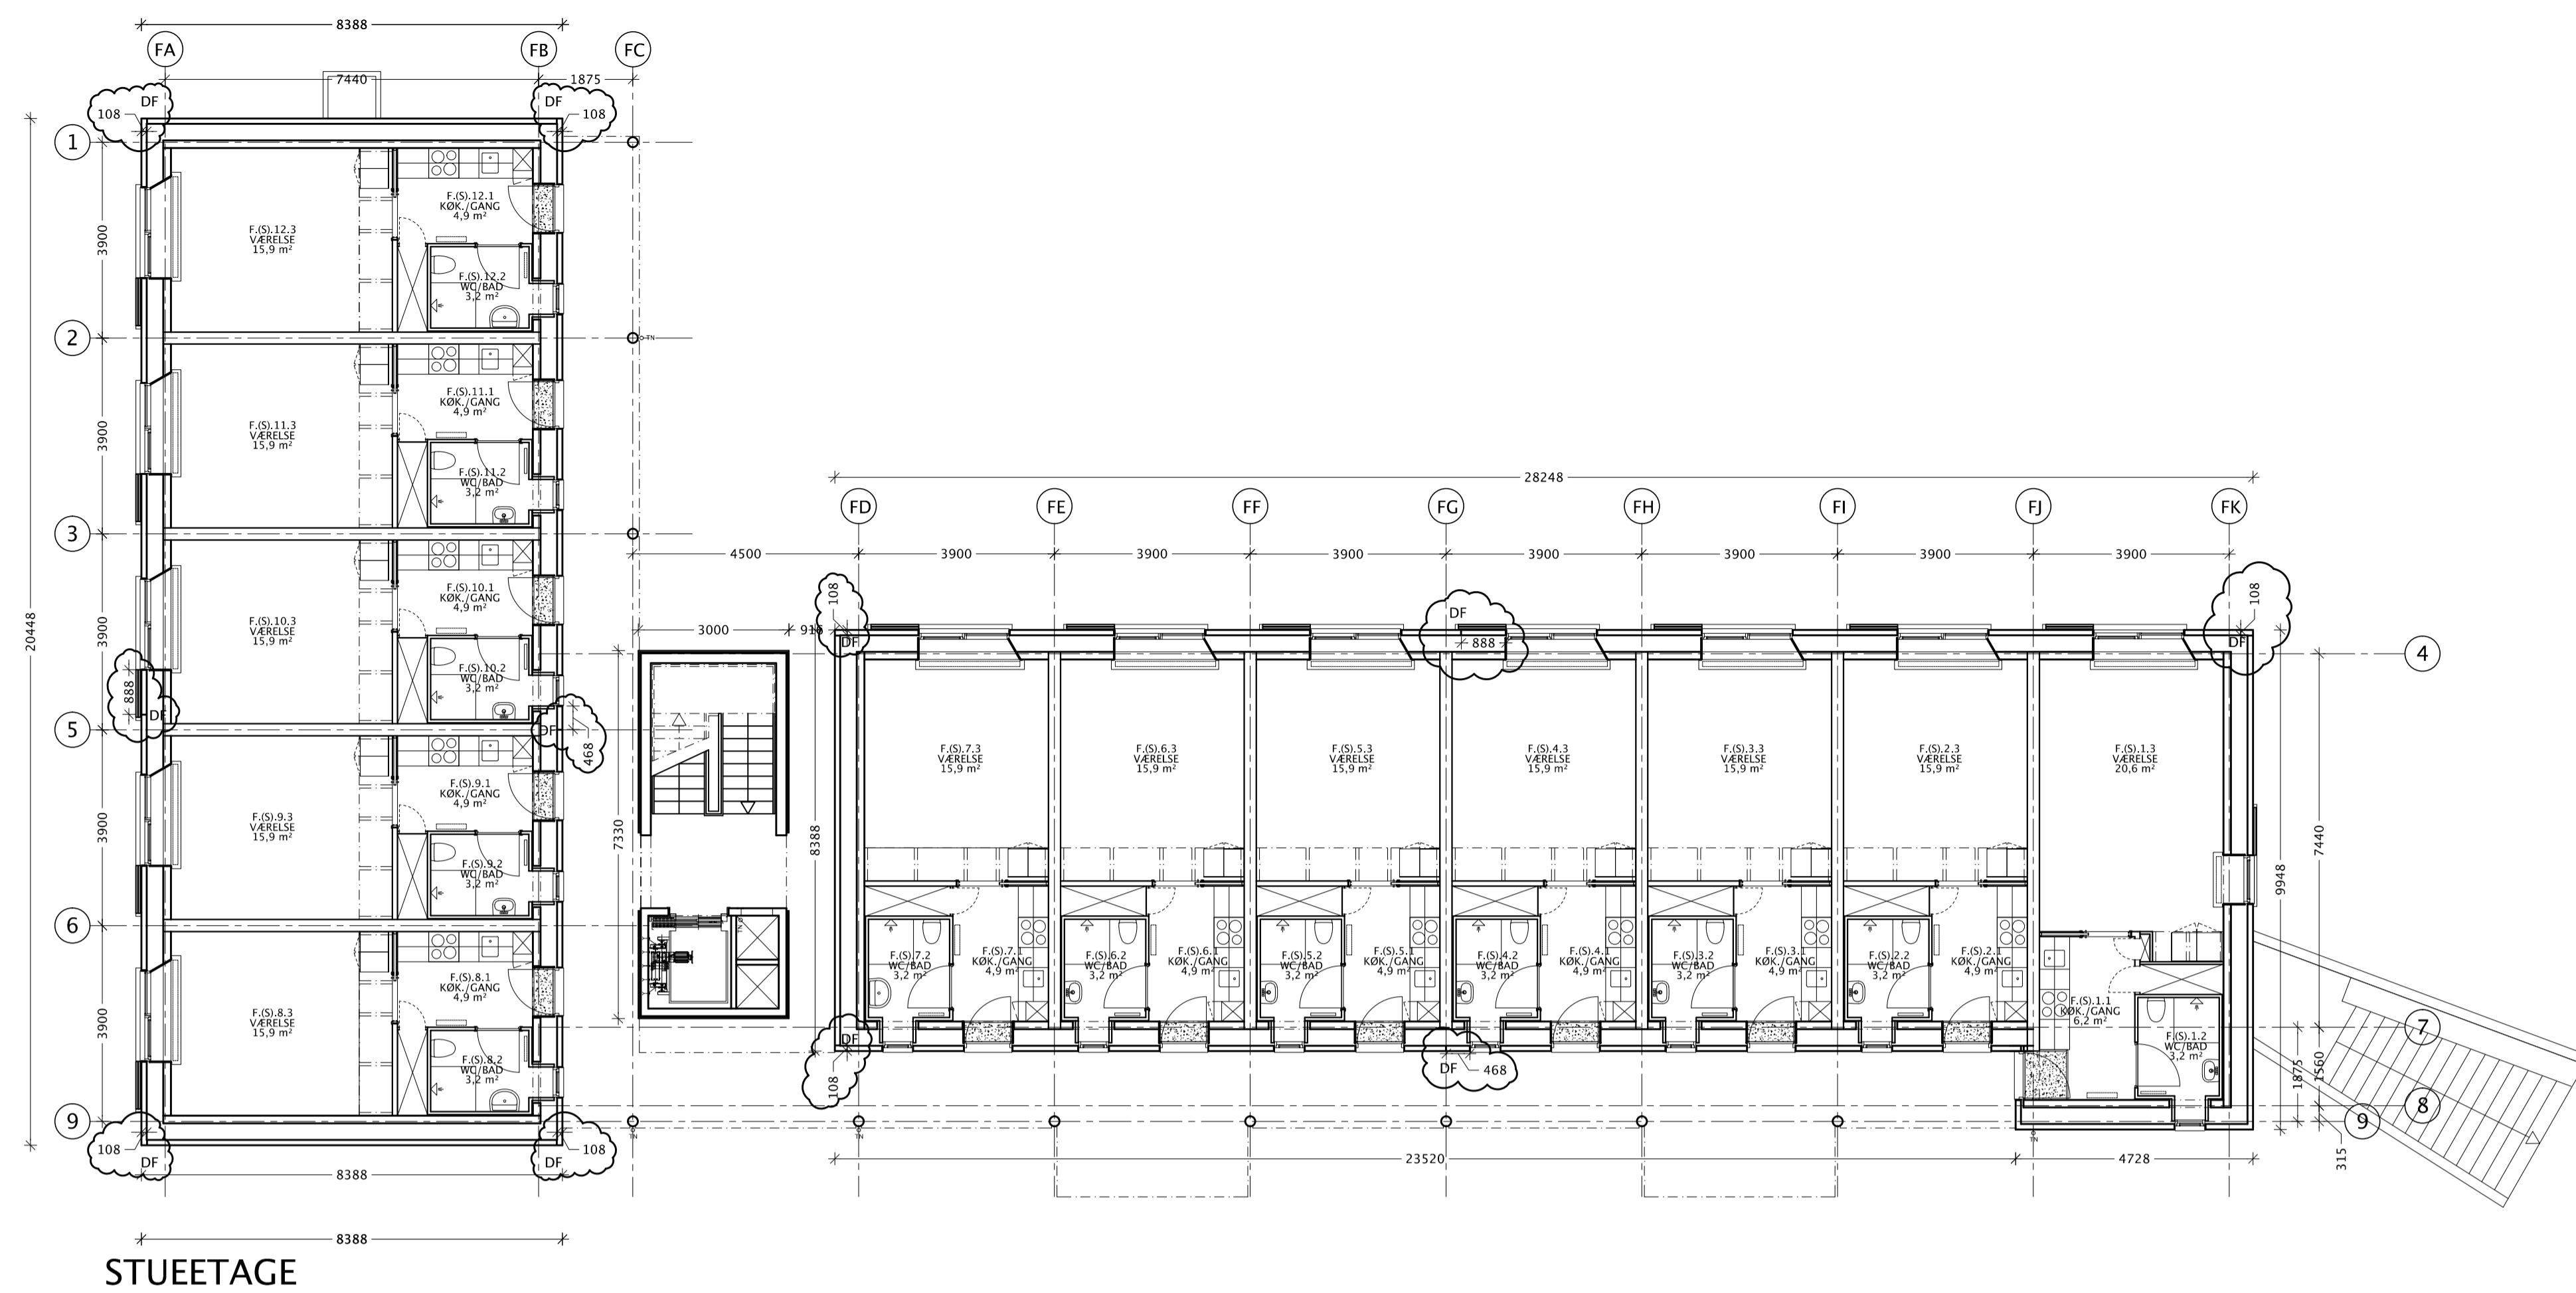 8388
FA
FB
FC
7440
1875
DF
DF
108
108
1
F.(S).12.1
KØK./GANG
4,9 m²
F.(S).12.3
VÆRELSE
15,9 m²
3900
F.(S).12.2
WC/BAD
3,2 m²
2
TN
F.(S).11.1
KØK./GANG
4,9 m²
F.(S).11.3
VÆRELSE
15,9 m²
3900
F.(S).11.2
WC/BAD
3,2 m²
3
F.(S).10.1
KØK./GANG
4,9 m²
F.(S).10.3
VÆRELSE
15,9 m²
3900
20448
F.(S).10.2
WC/BAD
3,2 m²
888
DF
DF
468
5
F.(S).9.1
KØK./GANG
4,9 m²
F.(S).9.3
VÆRELSE
15,9 m²
3900
F.(S).9.2
WC/BAD
3,2 m²
6
F.(S).8.1
KØK./GANG
4,9 m²
F.(S).8.3
VÆRELSE
15,9 m²
3900
F.(S).8.2
WC/BAD
3,2 m²
9
TN
108
108
DF
DF
8388
8388
STUEETAGE
28248
FD
FE
FF
FG
FH
FI
FJ
FK
4500
3900
3900
3900
3900
3900
3900
3900
108
DF
DF
888
108
DF
3000
916
4
7330
8388
TN
F.(S).7.3
VÆRELSE
15,9 m²
F.(S).6.3
VÆRELSE
15,9 m²
F.(S).5.3
VÆRELSE
15,9 m²
F.(S).4.3
VÆRELSE
15,9 m²
F.(S).3.3
VÆRELSE
15,9 m²
F.(S).2.3
VÆRELSE
15,9 m²
F.(S).1.3
VÆRELSE
20,6 m²
7440
9948
F.(S).7.2
WC/BAD
3,2 m²
F.(S).7.1
KØK./GANG
4,9 m²
F.(S).6.2
WC/BAD
3,2 m²
F.(S).6.1
KØK./GANG
4,9 m²
F.(S).5.2
WC/BAD
3,2 m²
F.(S).5.1
KØK./GANG
4,9 m²
F.(S).4.2
WC/BAD
3,2 m²
F.(S).4.1
KØK./GANG
4,9 m²
F.(S).3.2
WC/BAD
3,2 m²
F.(S).3.1
KØK./GANG
4,9 m²
F.(S).2.2
WC/BAD
3,2 m²
F.(S).2.1
KØK./GANG
4,9 m²
F.(S).1.1
KØK./GANG
6,2 m²
F.(S).1.2
WC/BAD
3,2 m²
7
1875
1560
8
9
315
DF
108
DF
468
TN
TN
23520
4728